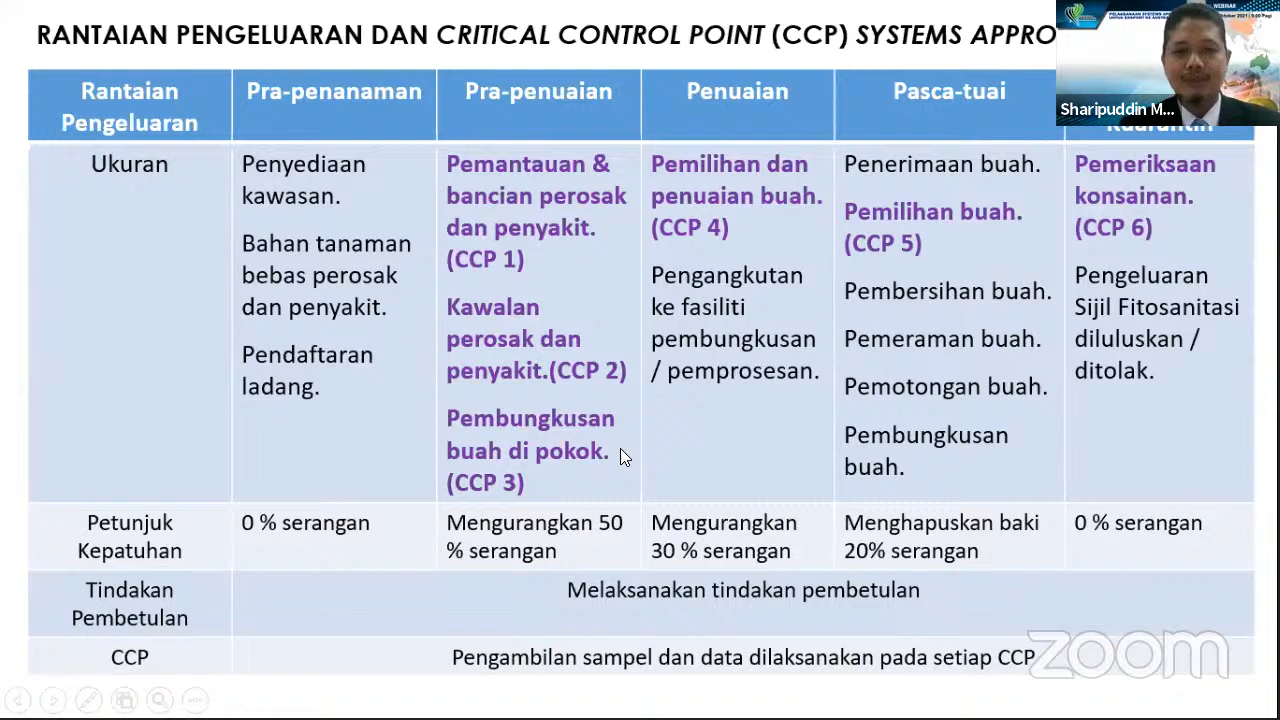 RANTAIAN PENGELUARAN DAN CRITICAL CONTROL POINT (CCP) SYSTEMS APPRO
WEBINAR
Sharipuddin M...
Rantaian
Pengeluaran
Pra-penanaman
Pra-penuaian
Penuaian
Pasca-tuai
Ukuran
Penyediaan
kawasan.
Bahan tanaman
bebas perosak
dan penyakit.
Pendaftaran
ladang.
Pemantauan &
bancian perosak
dan penyakit.
(CCP 1)
Kawalan
perosak dan
penyakit.(CCP 2)
Pembungkusan
buah di pokok.
(CCP 3)
Pemilihan dan
penuaian buah.
(CCP 4)
Pengangkutan
ke fasiliti
pembungkusan
/ pemprosesan.
Penerimaan buah.
Pemilihan buah.
(CCP 5)
Pembersihan buah.
Pemeraman buah.
Pemotongan buah.
Pembungkusan
buah.
Pemeriksaan
konsainan.
(CCP 6)
Pengeluaran
Sijil Fitosanitasi
diluluskan /
ditolak.
Petunjuk
Kepatuhan
0 % serangan
Mengurangkan 50
% serangan
Mengurangkan
30 % serangan
Menghapuskan baki
20% serangan
0 % serangan
Tindakan
Pembetulan
Melaksanakan tindakan pembetulan
CCP
Pengambilan sampel dan data dilaksanakan pada setiap CCP
zoom